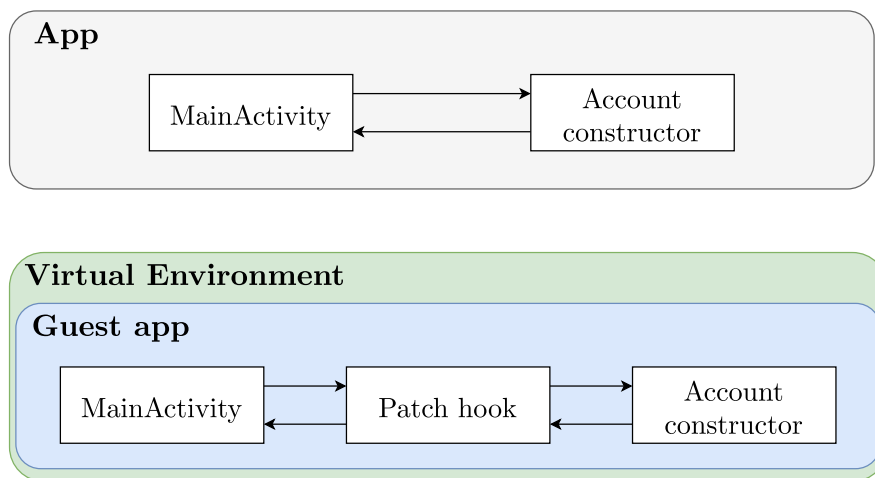 App
MainActivity
Account
constructor
Virtual Environment
Guest app
MainActivity
Patch hook
Account
constructor